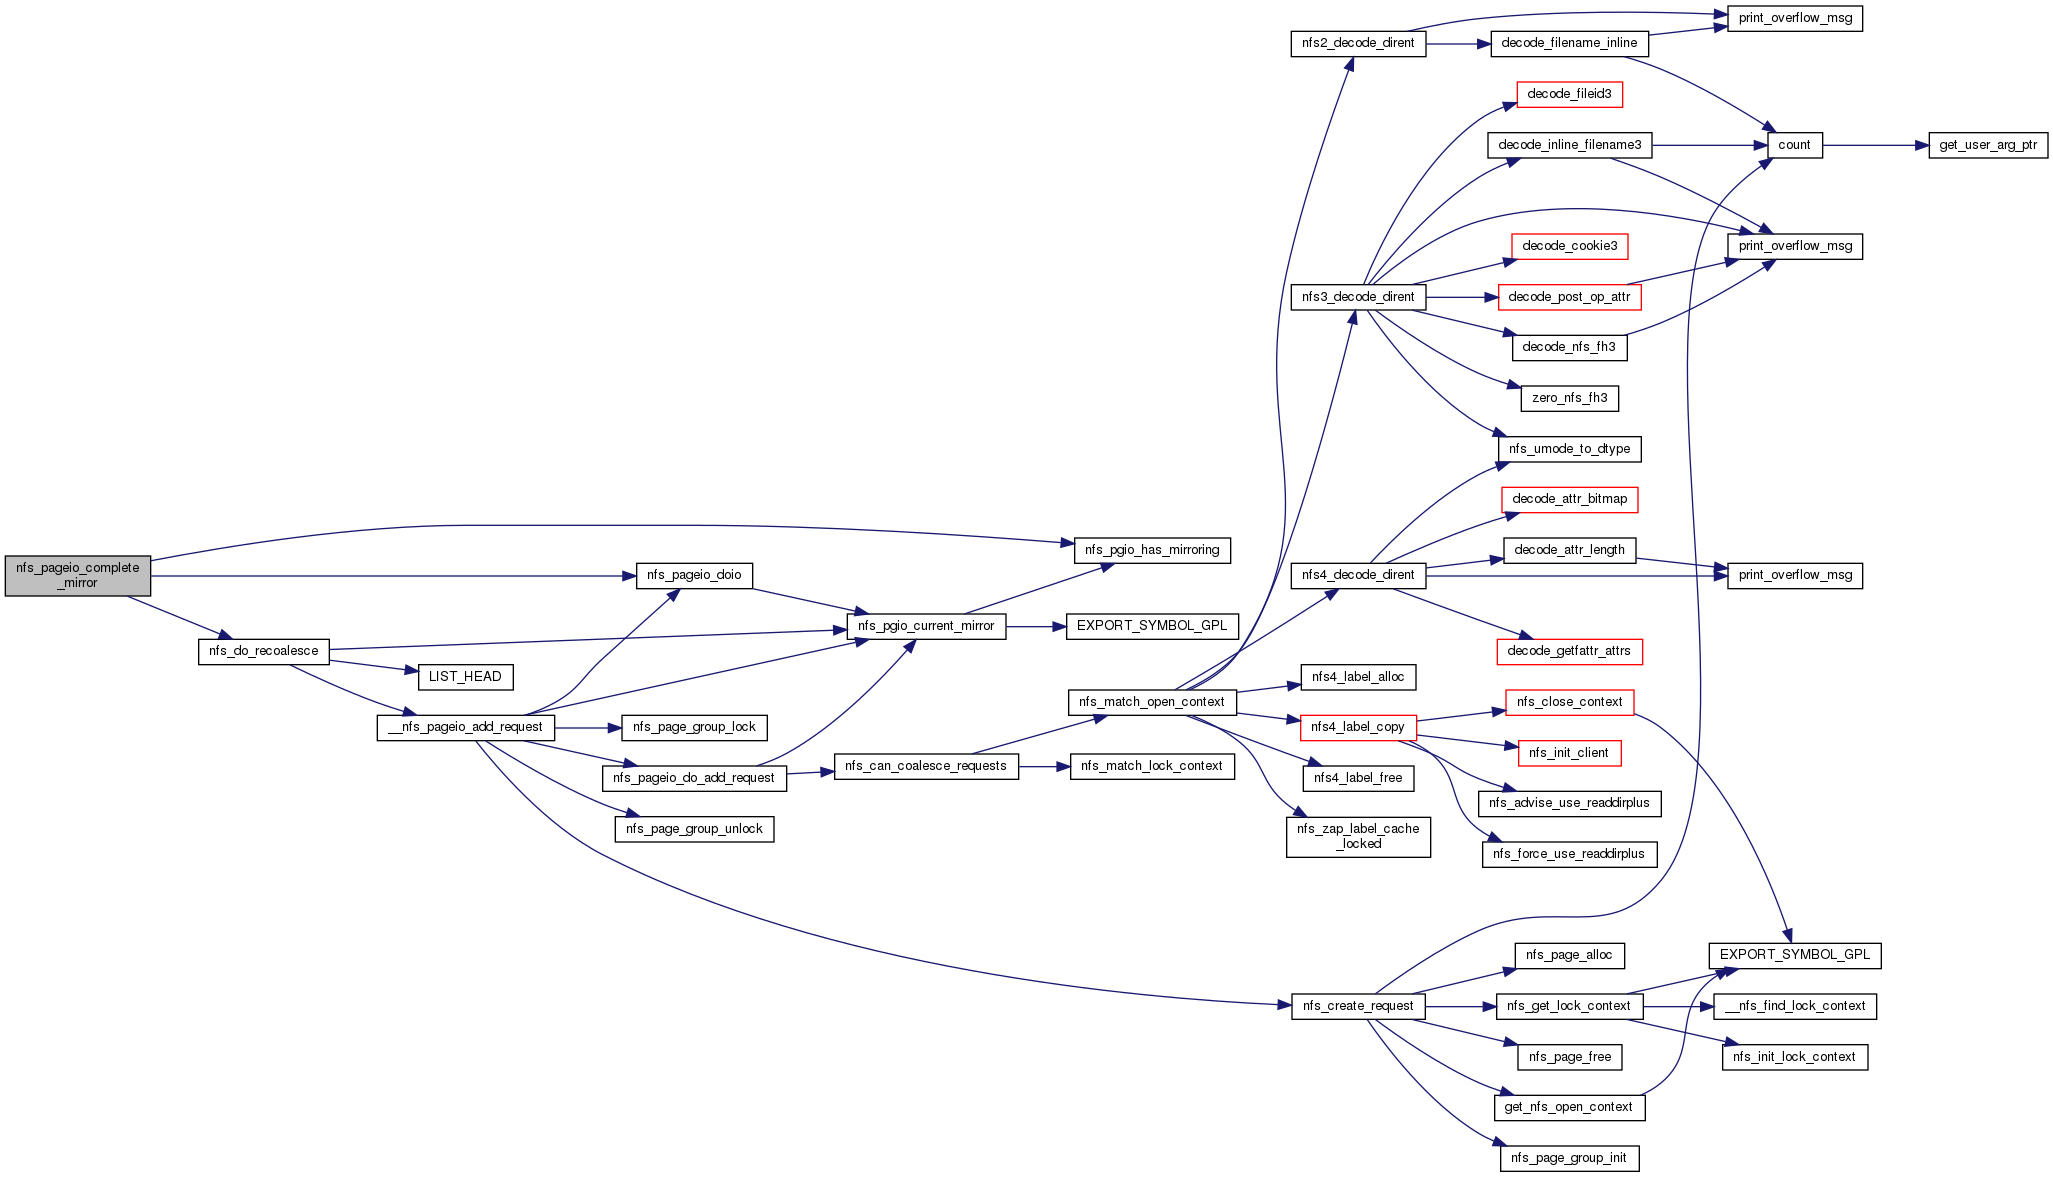 nfs_pageio_complete
_mirror
nfs_do_recoalesce
LIST_HEAD
__nfs_pageio_add_request
nfs_pageio_doio
nfs_page_group_lock
nfs_pageio_do_add_request
nfs_page_group_unlock
nfs_pgio_current_mirror
nfs_can_coalesce_requests
nfs_pgio_has_mirroring
EXPORT_SYMBOL_GPL
nfs_match_open_context
nfs_match_lock_context
nfs2_decode_dirent
nfs3_decode_dirent
nfs4_decode_dirent
nfs4_label_alloc
nfs4_label_copy
nfs4_label_free
nfs_zap_label_cache
_locked
nfs_create_request
decode_filename_inline
decode_fileid3
decode_inline_filename3
decode_cookie3
decode_post_op_attr
decode_nfs_fh3
zero_nfs_fh3
nfs_umode_to_dtype
decode_attr_bitmap
decode_attr_length
decode_getfattr_attrs
nfs_close_context
nfs_init_client
nfs_advise_use_readdirplus
nfs_force_use_readdirplus
nfs_page_alloc
nfs_get_lock_context
nfs_page_free
get_nfs_open_context
nfs_page_group_init
print_overflow_msg
count
print_overflow_msg
print_overflow_msg
EXPORT_SYMBOL_GPL
__nfs_find_lock_context
nfs_init_lock_context
get_user_arg_ptr